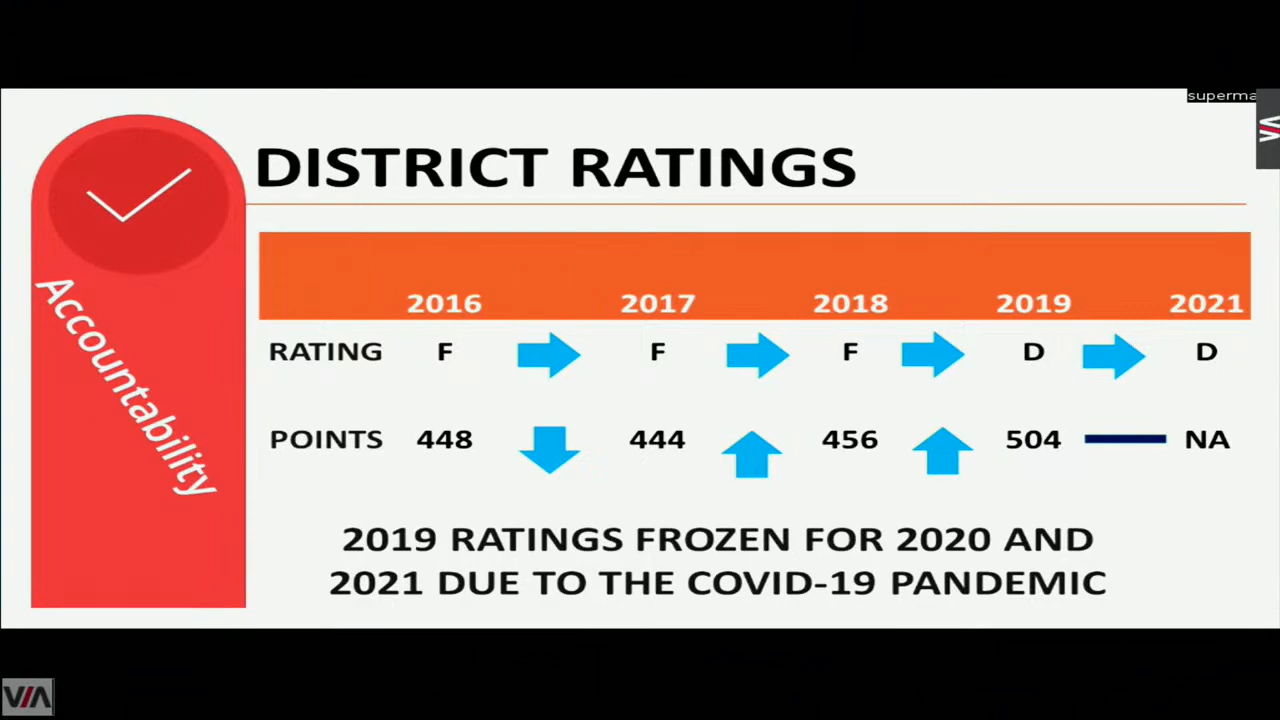 superma
DISTRICT RATINGS
Accountability
2016 2017 2018 2019 2021
RATING F F F D D
POINTS 448 444 456 504 NA
2019 RATINGS FROZEN FOR 2020 AND
2021 DUE TO THE COVID-19 PANDEMIC
VIA